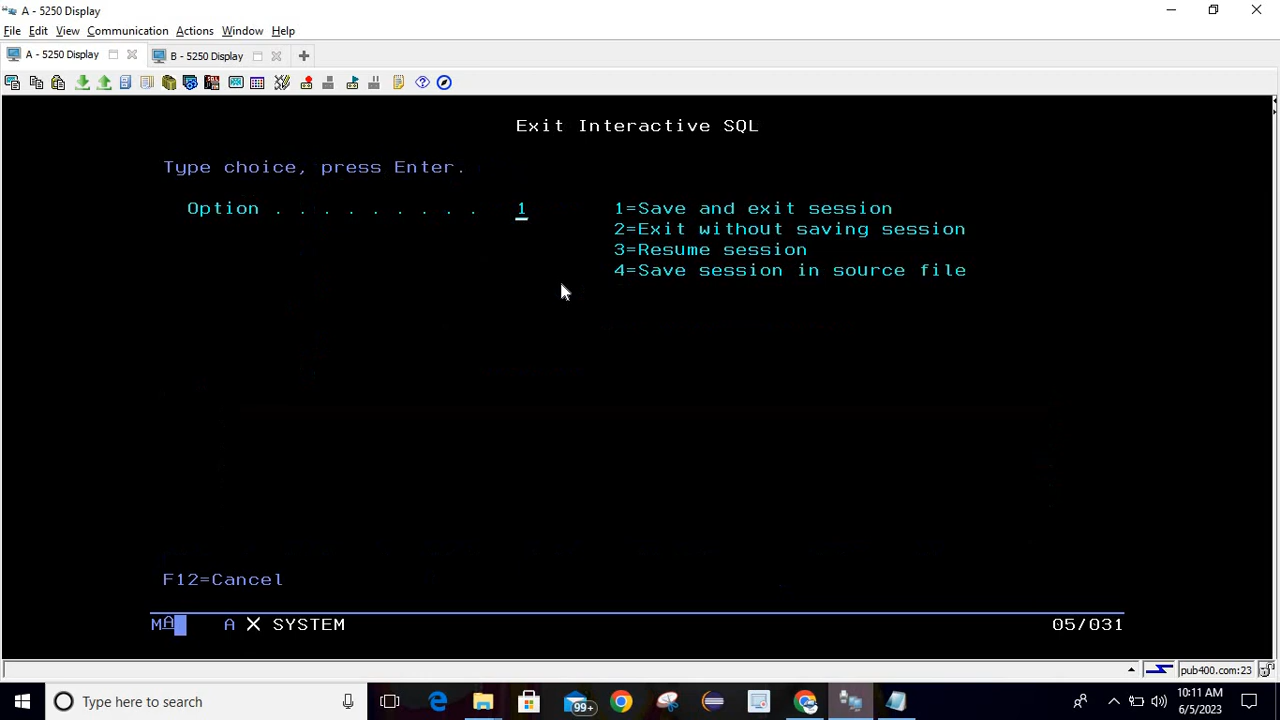 A - 5250 Display
File Edit View Communication Actions Window Help
A - 5250 Display B - 5250 Display
Exit Interactive SQL
Type choice, press Enter.
Option . . . . . . . . . 1 1=Save and exit session
2=Exit without saving session
3=Resume session
4=Save session in source file
F12=Cancel
MA A X SYSTEM 05/031
pub400.com:23
Type here to search 99+ 10:11 AM
6/5/2023